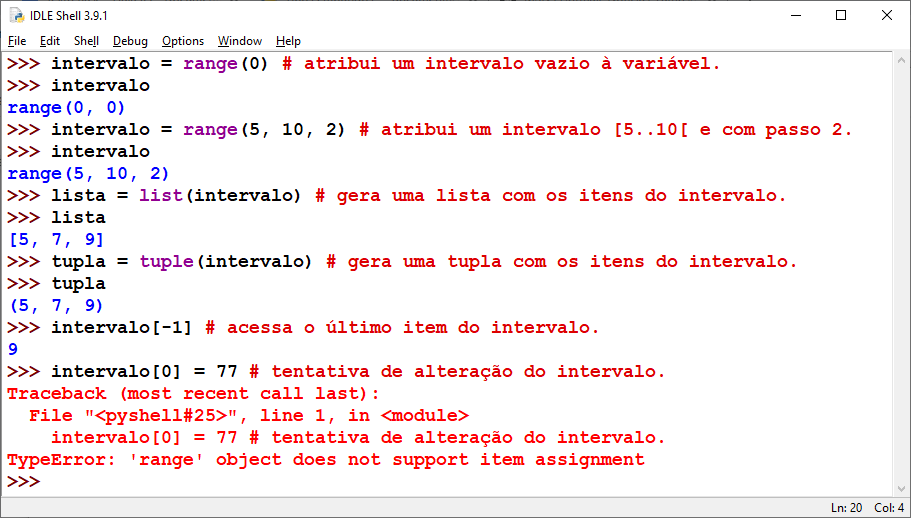 IDLE Shell 3.9.1
File Edit Shell Debug Options Window Help
>>> intervalo = range(0) # atribui um intervalo vazio à variável.
>>> intervalo
range(0, 0)
>>> intervalo = range(5, 10, 2) # atribui um intervalo [5..10[ e com passo 2.
>>> intervalo
range(5, 10, 2)
>>> lista = list(intervalo) # gera uma lista com os itens do intervalo.
>>> lista
[5, 7, 9]
>>> tupla = tuple(intervalo) # gera uma tupla com os itens do intervalo.
>>> tupla
(5, 7, 9)
>>> intervalo[-1] # acessa o último item do intervalo.
9
>>> intervalo[0] = 77 # tentativa de alteração do intervalo.
Traceback (most recent call last):
  File "<pyshell#25>", line 1, in <module>
    intervalo[0] = 77 # tentativa de alteração do intervalo.
TypeError: 'range' object does not support item assignment
>>>
Ln: 20 Col: 4